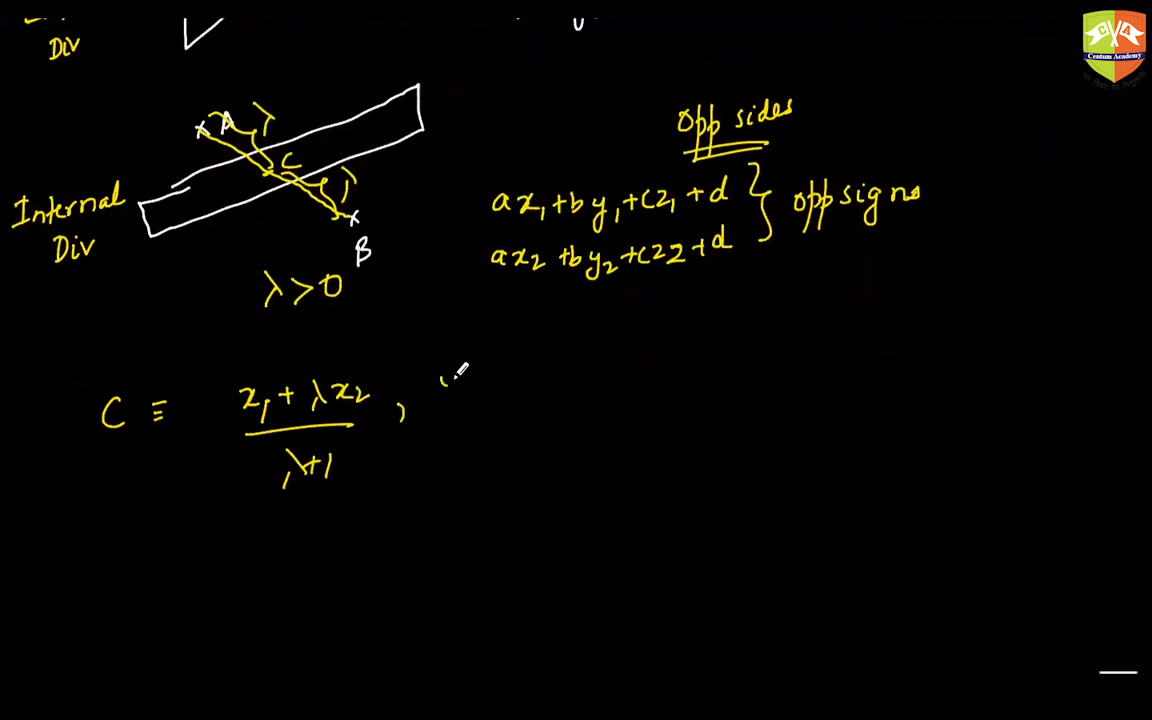 Div
A
λ
C
1
B
Internal
Div
λ > 0
Opp sides
ax₁ + by₁ + cz₁ + d } opp signs
ax₂ + by₂ + cz2 + d
C ≡ x₁ + λx₂ ,
λ+1
C A
Centum Academy